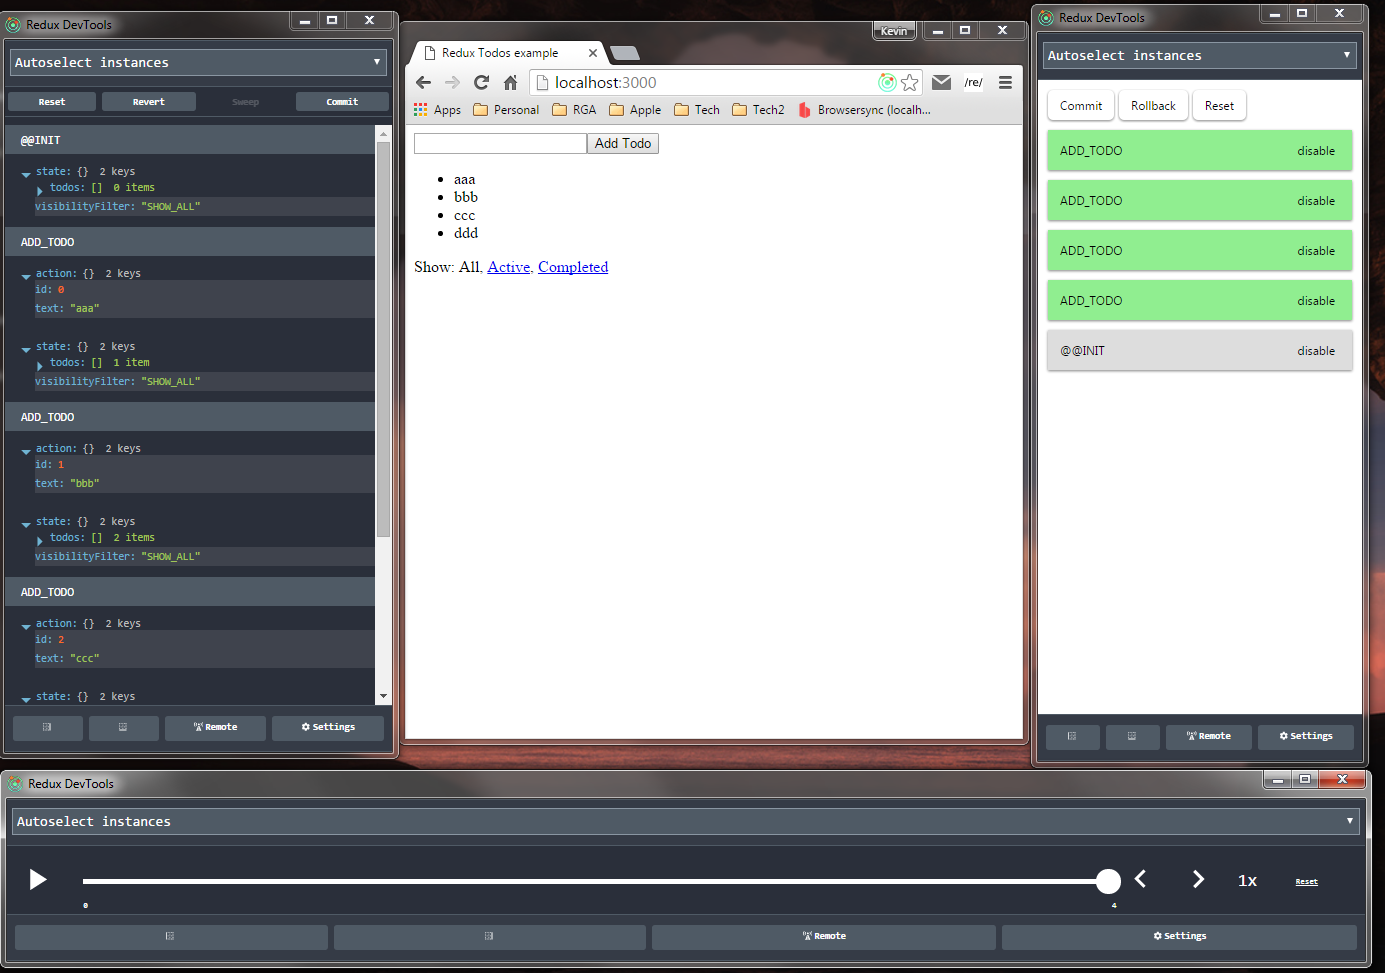 Redux DevTools
Autoselect instances
Reset Revert Sweep Commit
@@INIT
state: {} 2 keys
todos: [] 0 items
visibilityFilter: "SHOW_ALL"
ADD_TODO
action: {} 2 keys
id: 0
text: "aaa"
state: {} 2 keys
todos: [] 1 item
visibilityFilter: "SHOW_ALL"
ADD_TODO
action: {} 2 keys
id: 1
text: "bbb"
state: {} 2 keys
todos: [] 2 items
visibilityFilter: "SHOW_ALL"
ADD_TODO
action: {} 2 keys
id: 2
text: "ccc"
state: {} 2 keys
Remote Settings
Kevin
Redux Todos example
localhost:3000 /re/
Apps Personal RGA Apple Tech Tech2 Browsersync (localh...
Add Todo
aaa
bbb
ccc
ddd
Show: All, Active, Completed
Redux DevTools
Autoselect instances
Commit Rollback Reset
ADD_TODO disable
ADD_TODO disable
ADD_TODO disable
ADD_TODO disable
@@INIT disable
Remote Settings
Redux DevTools
Autoselect instances
1x Reset
0 4
Remote Settings